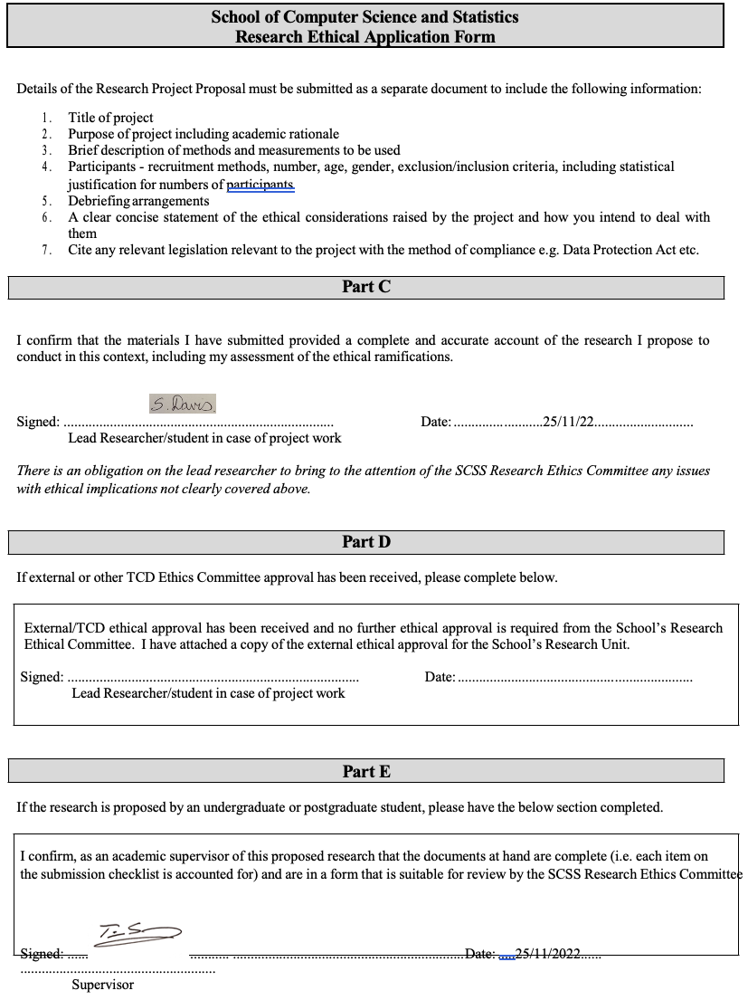 School of Computer Science and Statistics
Research Ethical Application Form
Details of the Research Project Proposal must be submitted as a separate document to include the following information:
1. Title of project
2. Purpose of project including academic rationale
3. Brief description of methods and measurements to be used
4. Participants - recruitment methods, number, age, gender, exclusion/inclusion criteria, including statistical
justification for numbers of participants
5. Debriefing arrangements
6. A clear concise statement of the ethical considerations raised by the project and how you intend to deal with
them
7. Cite any relevant legislation relevant to the project with the method of compliance e.g. Data Protection Act etc.
Part C
I confirm that the materials I have submitted provided a complete and accurate account of the research I propose to
conduct in this context, including my assessment of the ethical ramifications.
S. Davis
Signed: ............................................................................ Date: .........................25/11/22............................
Lead Researcher/student in case of project work
There is an obligation on the lead researcher to bring to the attention of the SCSS Research Ethics Committee any issues
with ethical implications not clearly covered above.
Part D
If external or other TCD Ethics Committee approval has been received, please complete below.
External/TCD ethical approval has been received and no further ethical approval is required from the School’s Research
Ethical Committee. I have attached a copy of the external ethical approval for the School’s Research Unit.
Signed: .................................................................................. Date: ..................................................................
Lead Researcher/student in case of project work
Part E
If the research is proposed by an undergraduate or postgraduate student, please have the below section completed.
I confirm, as an academic supervisor of this proposed research that the documents at hand are complete (i.e. each item on
the submission checklist is accounted for) and are in a form that is suitable for review by the SCSS Research Ethics Committee
Signed: ...... ........... .................................................................Date: .....25/11/2022......
.......................................................
Supervisor